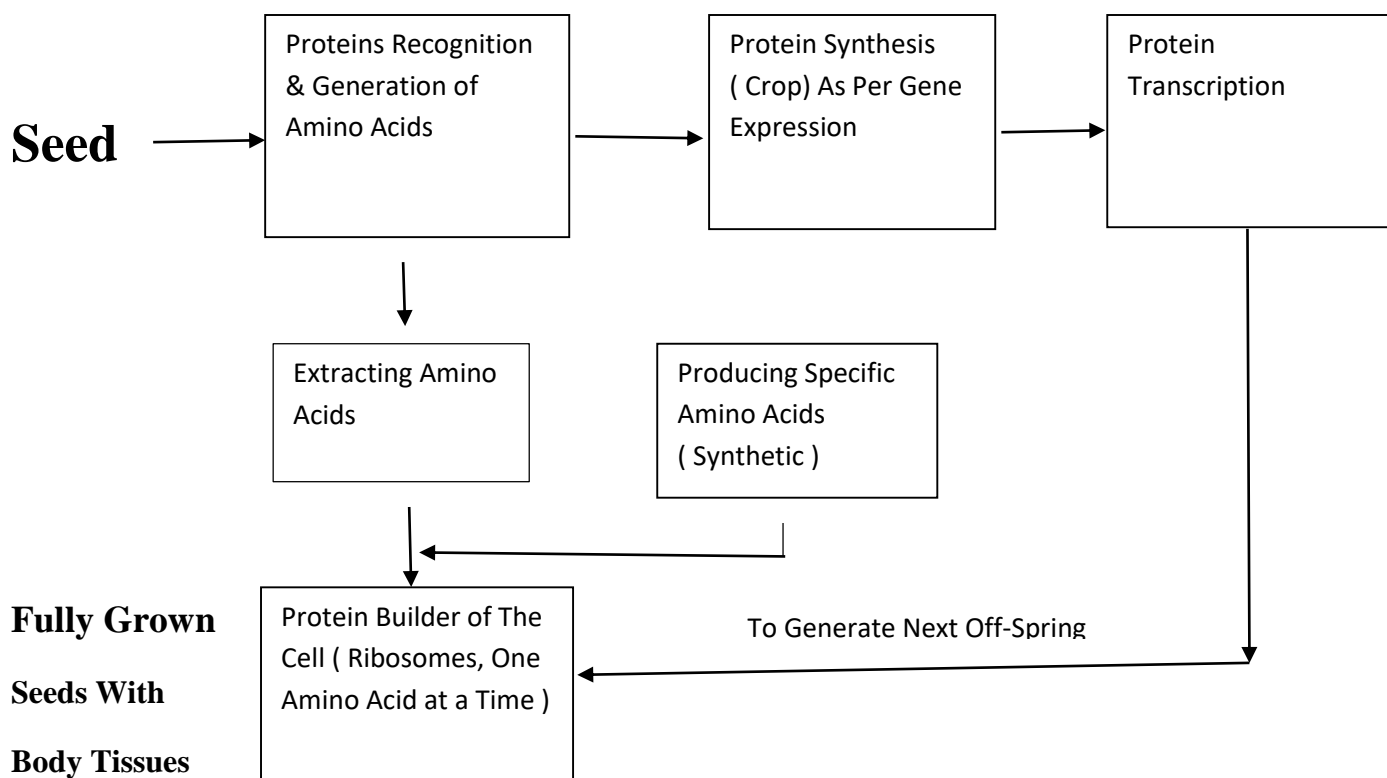 Seed
Proteins Recognition
& Generation of
Amino Acids
Protein Synthesis
( Crop) As Per Gene
Expression
Protein
Transcription
Extracting Amino
Acids
Producing Specific
Amino Acids
( Synthetic )
Fully Grown
Seeds With
Body Tissues
Protein Builder of The
Cell ( Ribosomes, One
Amino Acid at a Time )
To Generate Next Off-Spring